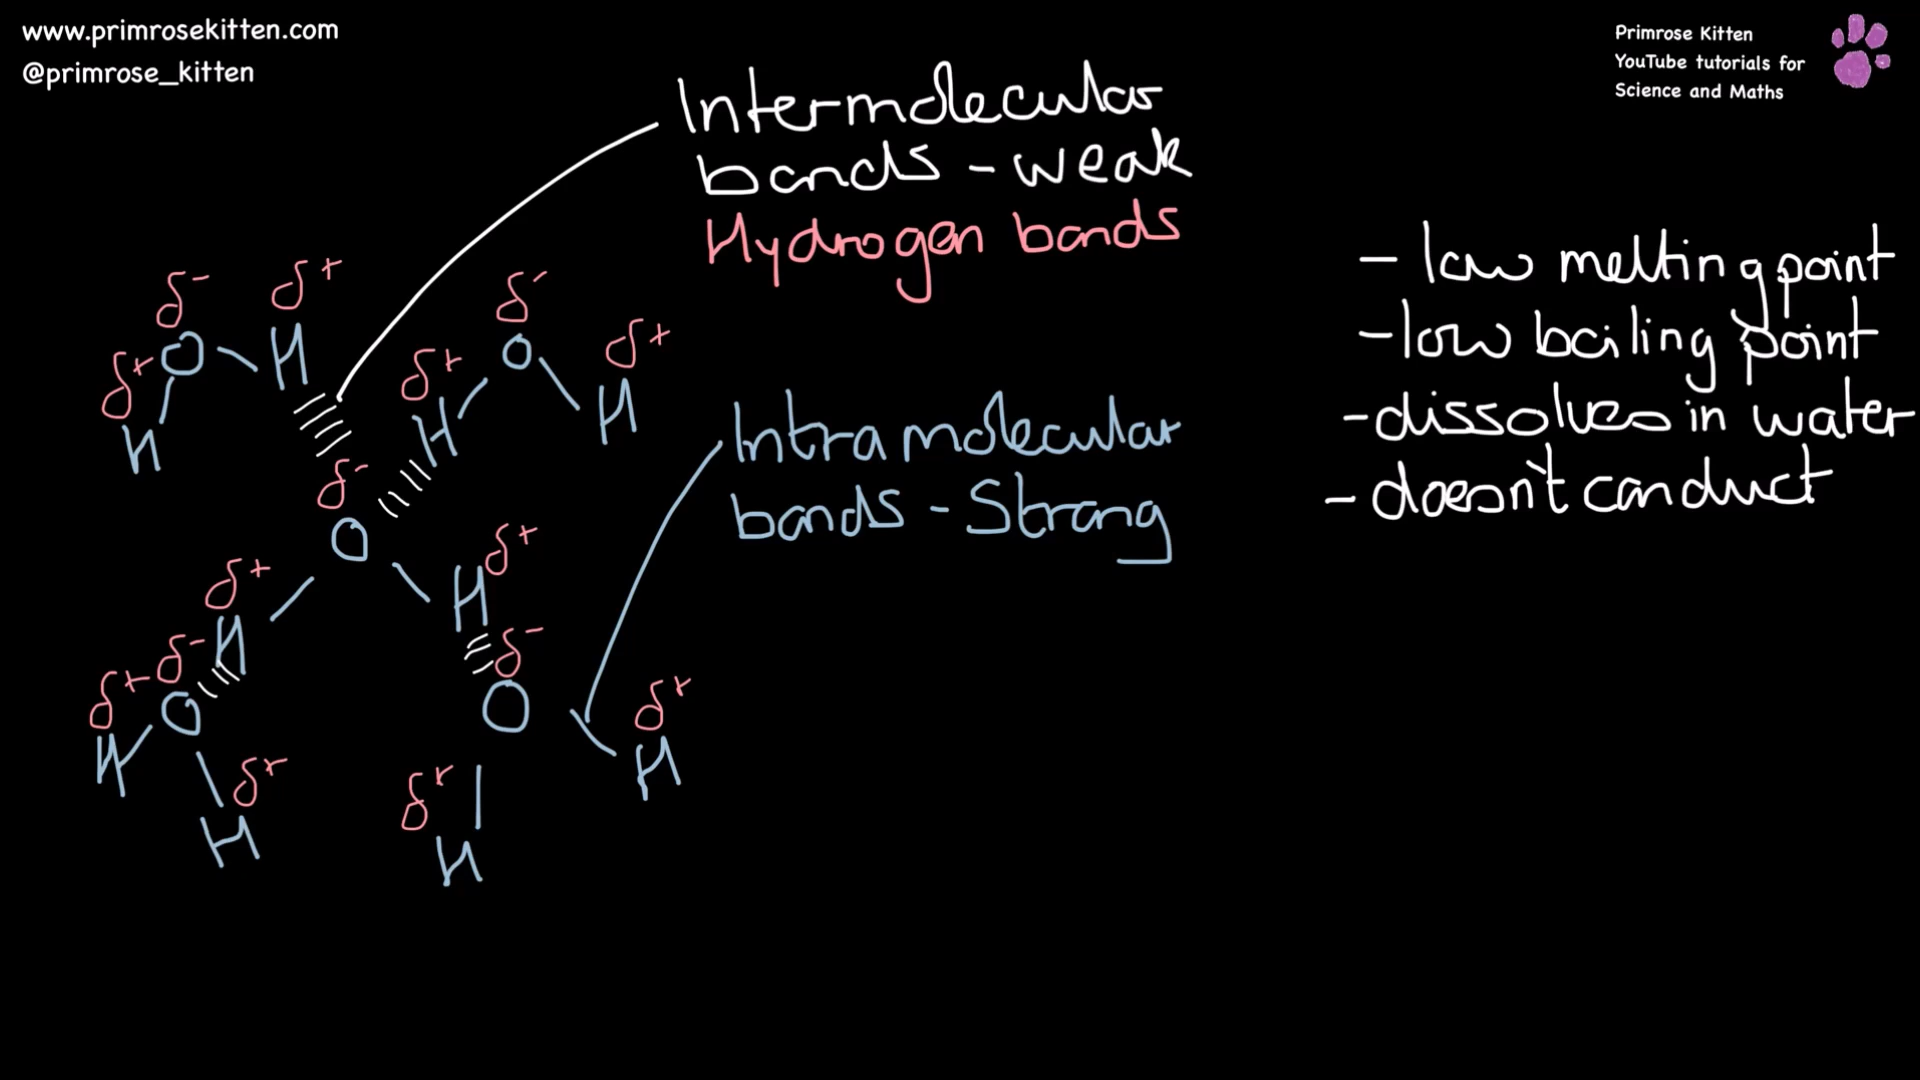 www.primrosekitten.com
@primrose_kitten
Primrose Kitten
YouTube tutorials for
Science and Maths
Intermolecular
bonds - weak
Hydrogen bonds
Intramolecular
bonds - Strong
- low melting point
- low boiling point
- dissolves in water
- doesn't conduct
δ- δ+ δ-
δ+ O H δ+ O δ+
H H H
δ-
O δ+
δ+ H
δ- H δ-
δ+ O O δ+
H δ+ δ+ H
H H